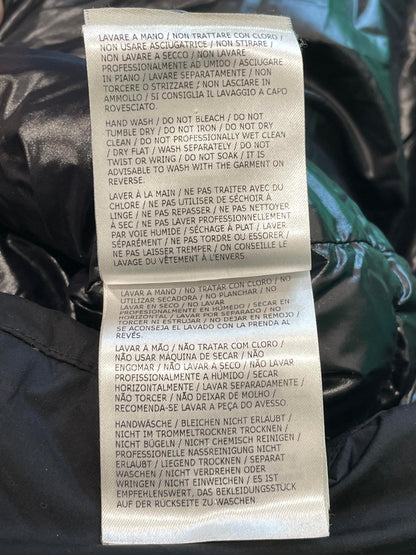 LAVARE A MANO / NON TRATTARE CON CLORO /
NON USARE ASCIUGATRICE / NON STIRARE /
NON LAVARE A SECCO / NON LAVARE
PROFESSIONALMENTE AD UMIDO / ASCIUGARE
IN PIANO / LAVARE SEPARATAMENTE / NON
TORCERE O STRIZZARE / NON LASCIARE IN
AMMOLLO / SI CONSIGLIA IL LAVAGGIO A CAPO
ROVESCIATO.
HAND WASH / DO NOT BLEACH / DO NOT
TUMBLE DRY / DO NOT IRON / DO NOT DRY
CLEAN / DO NOT PROFESSIONALLY WET CLEAN
/ DRY FLAT / WASH SEPARATELY / DO NOT
TWIST OR WRING / DO NOT SOAK / IT IS
ADVISABLE TO WASH WITH THE GARMENT ON
REVERSE.
LAVER À LA MAIN / NE PAS TRAITER AVEC DU
CHLORE / NE PAS UTILISER DE SÉCHOIR À
LINGE / NE PAS REPASSER / NE PAS NETTOYER
À SEC / NE PAS LAVER PROFESSIONNELLEMENT
PAR VOIE HUMIDE / SÉCHAGE À PLAT / LAVER
SÉPARÉMENT / NE PAS TORDRE OU ESSORER /
NE PAS LAISSER TREMPER / ON CONSEILLE LE
LAVAGE DU VÊTEMENT À L'ENVERS
LAVAR A MANO / NO TRATAR CON CLORO / NO
UTILIZAR SECADORA / NO PLANCHAR / NO
LAVAR EN SECO / NO LAVAR
PROFESIONALMENTE EN HÚMEDO / SECAR EN
HORIZONTAL / LAVAR POR SEPARADO / NO
TORCER NI ESTRUJAR / NO DEJAR EN REMOJO /
SE ACONSEJA EL LAVADO CON LA PRENDA AL
REVÉS.
LAVAR À MÃO / NÃO TRATAR COM CLORO /
NÃO USAR MÁQUINA DE SECAR / NÃO
ENGOMAR / NÃO LAVAR A SECO / NÃO LAVAR
PROFISSIONALMENTE A HÚMIDO / SECAR
HORIZONTALMENTE / LAVAR SEPARADAMENTE
/ NÃO TORCER / NÃO DEIXAR DE MOLHO /
RECOMENDA-SE LAVAR A PEÇA DO AVESSO.
HANDWÄSCHE / BLEICHEN NICHT ERLAUBT /
NICHT IM TROMMELTROCKNER TROCKNEN /
NICHT BÜGELN / NICHT CHEMISCH REINIGEN /
PROFESSIONELLE NASSREINIGUNG NICHT
ERLAUBT / LIEGEND TROCKNEN / SEPARAT
WASCHEN / NICHT VERDREHEN ODER
WRINGEN / NICHT EINWEICHEN / ES IST
EMPFEHLENSWERT, DAS BEKLEIDUNGSSTÜCK
AUF DER RÜCKSEITE ZU WASCHEN